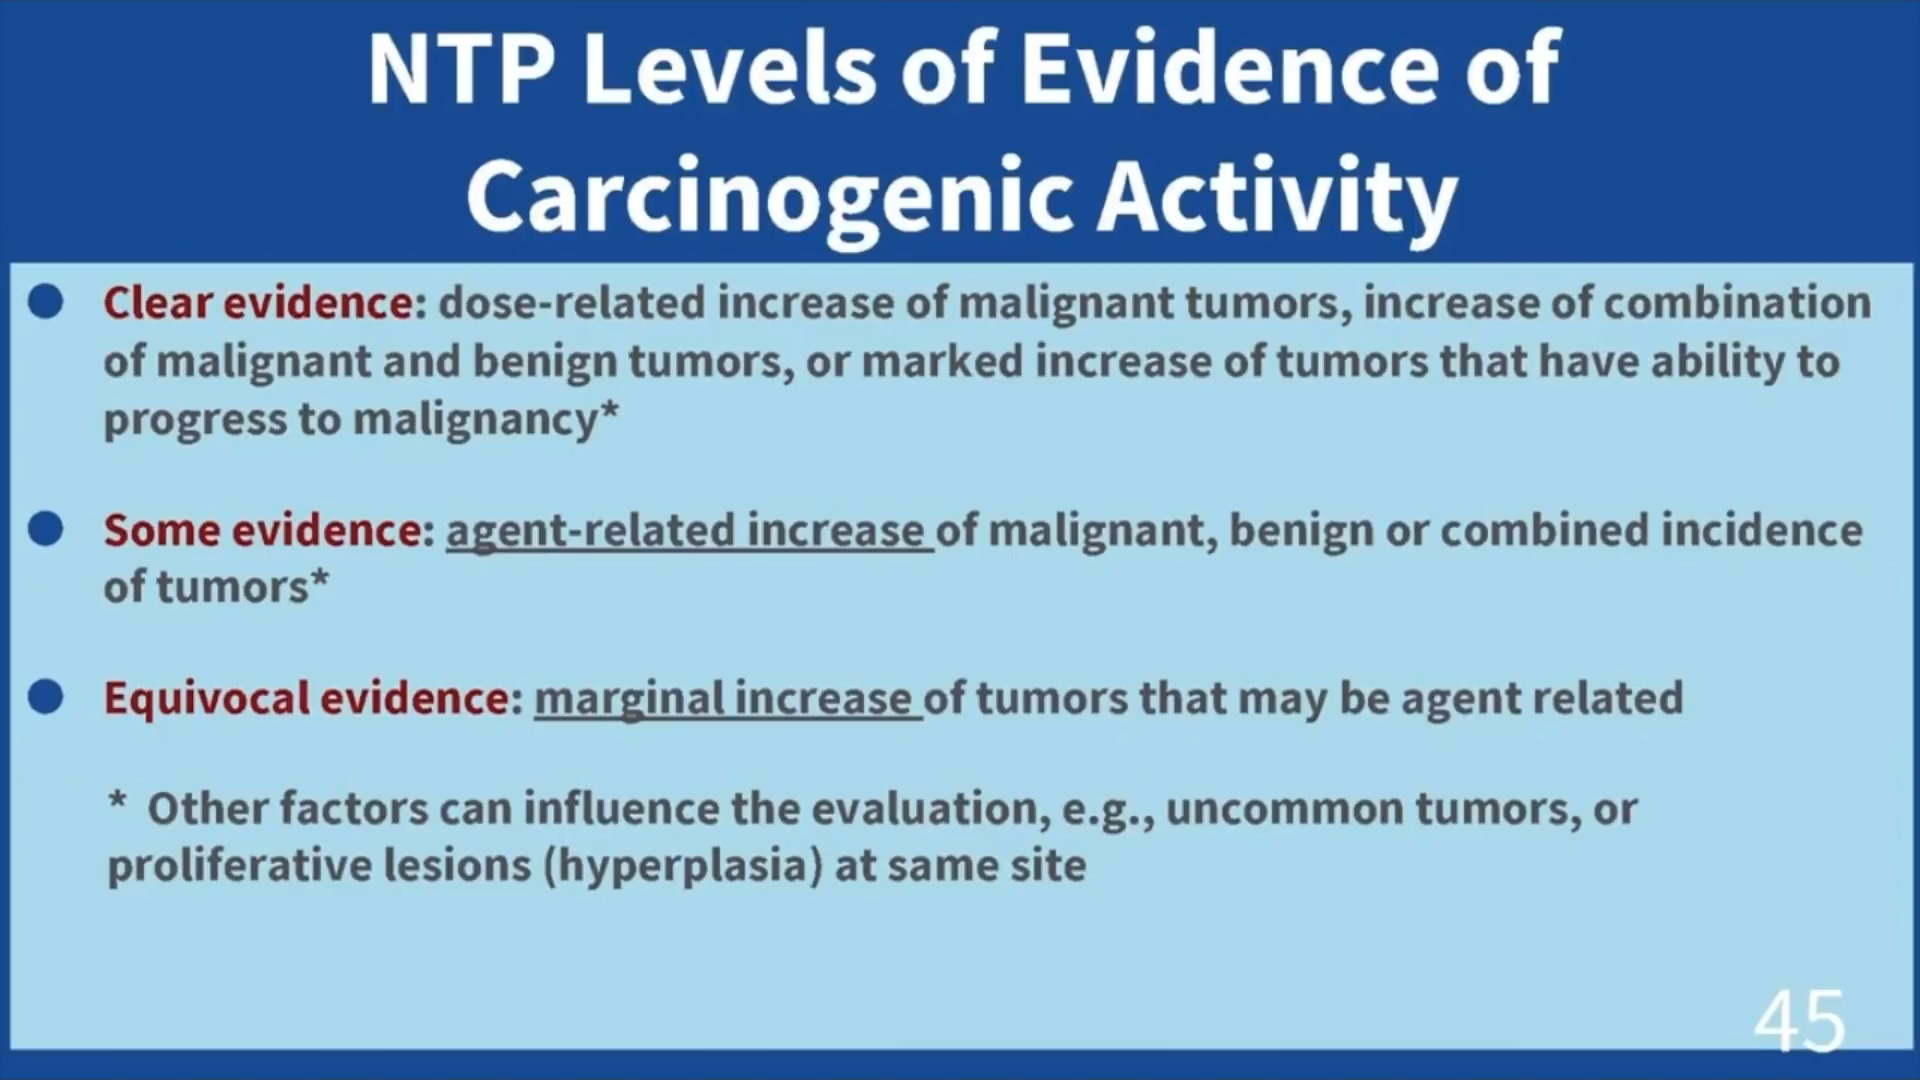 NTP Levels of Evidence of
Carcinogenic Activity
● Clear evidence: dose-related increase of malignant tumors, increase of combination
of malignant and benign tumors, or marked increase of tumors that have ability to
progress to malignancy*
● Some evidence: agent-related increase of malignant, benign or combined incidence
of tumors*
● Equivocal evidence: marginal increase of tumors that may be agent related
* Other factors can influence the evaluation, e.g., uncommon tumors, or
proliferative lesions (hyperplasia) at same site
45